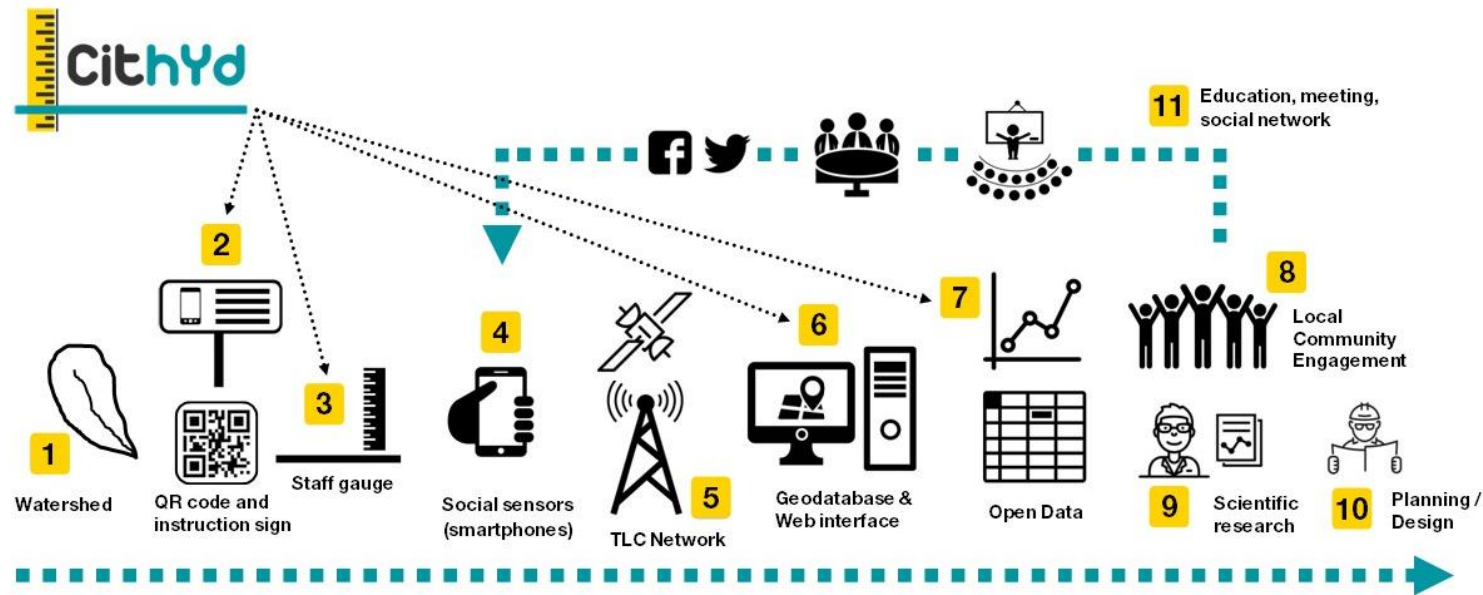 CithYd
11
Education, meeting,
social network
2
7
8
6
4
Local
Community
Engagement
3
1
Watershed
QR code and
instruction sign
Staff gauge
Social sensors
(smartphones)
5
TLC Network
Geodatabase &
Web interface
Open Data
9
Scientific
research
10
Planning /
Design